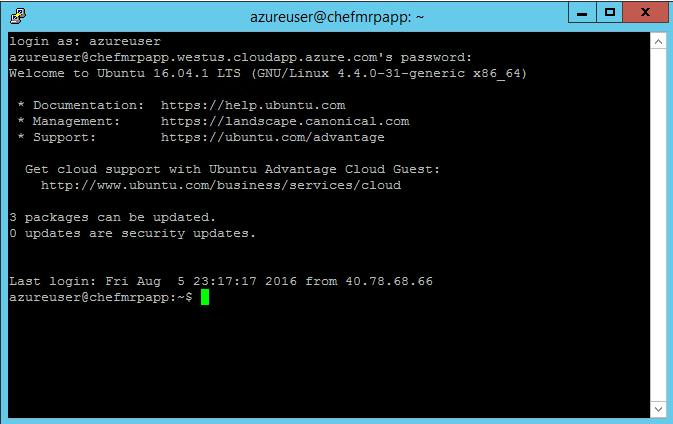 azureuser@chefmrpapp: ~
login as: azureuser
azureuser@chefmrpapp.westus.cloudapp.azure.com's password:
Welcome to Ubuntu 16.04.1 LTS (GNU/Linux 4.4.0-31-generic x86_64)
* Documentation:  https://help.ubuntu.com
* Management:     https://landscape.canonical.com
* Support:        https://ubuntu.com/advantage
Get cloud support with Ubuntu Advantage Cloud Guest:
http://www.ubuntu.com/business/services/cloud
3 packages can be updated.
0 updates are security updates.
Last login: Fri Aug  5 23:17:17 2016 from 40.78.68.66
azureuser@chefmrpapp:~$